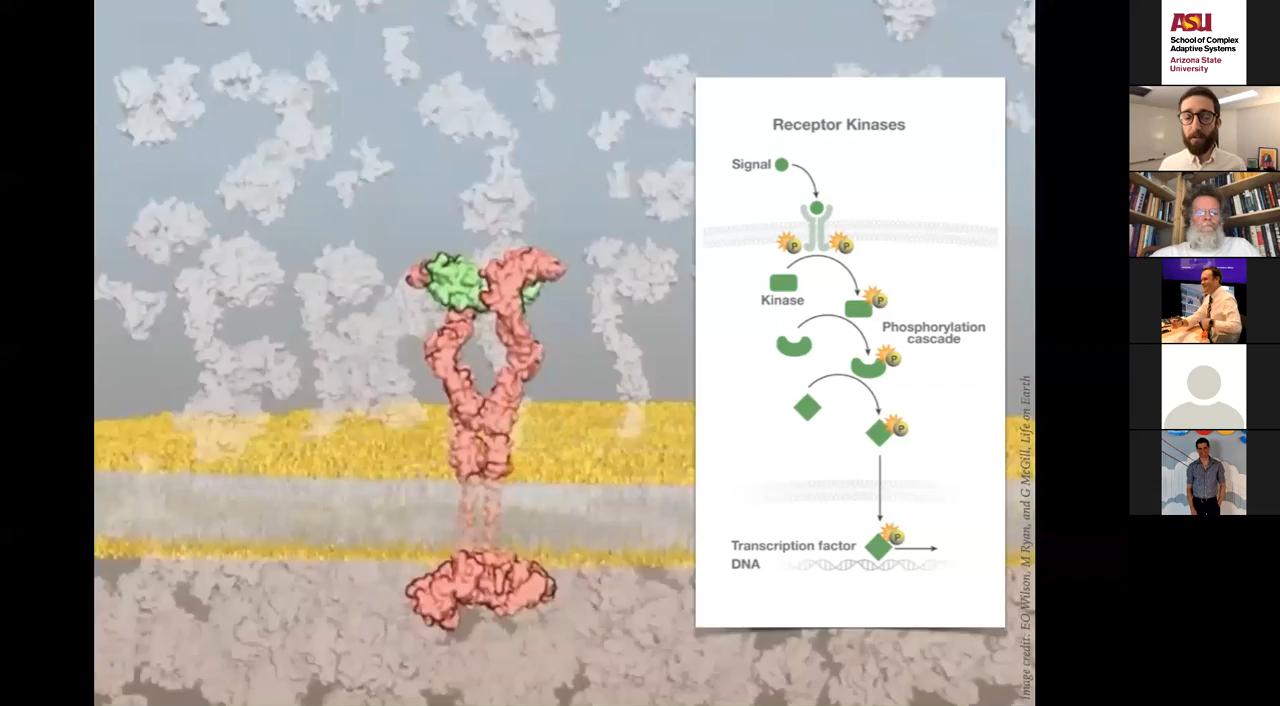 Receptor Kinases
Signal
P
P
Kinase
P
Phosphorylation
cascade
P
P
P
Transcription factor
DNA
Image credit: EO Wilson, M Ryan, and G McGill, Life on Earth
ASU
School of Complex
Adaptive Systems
Arizona State
University